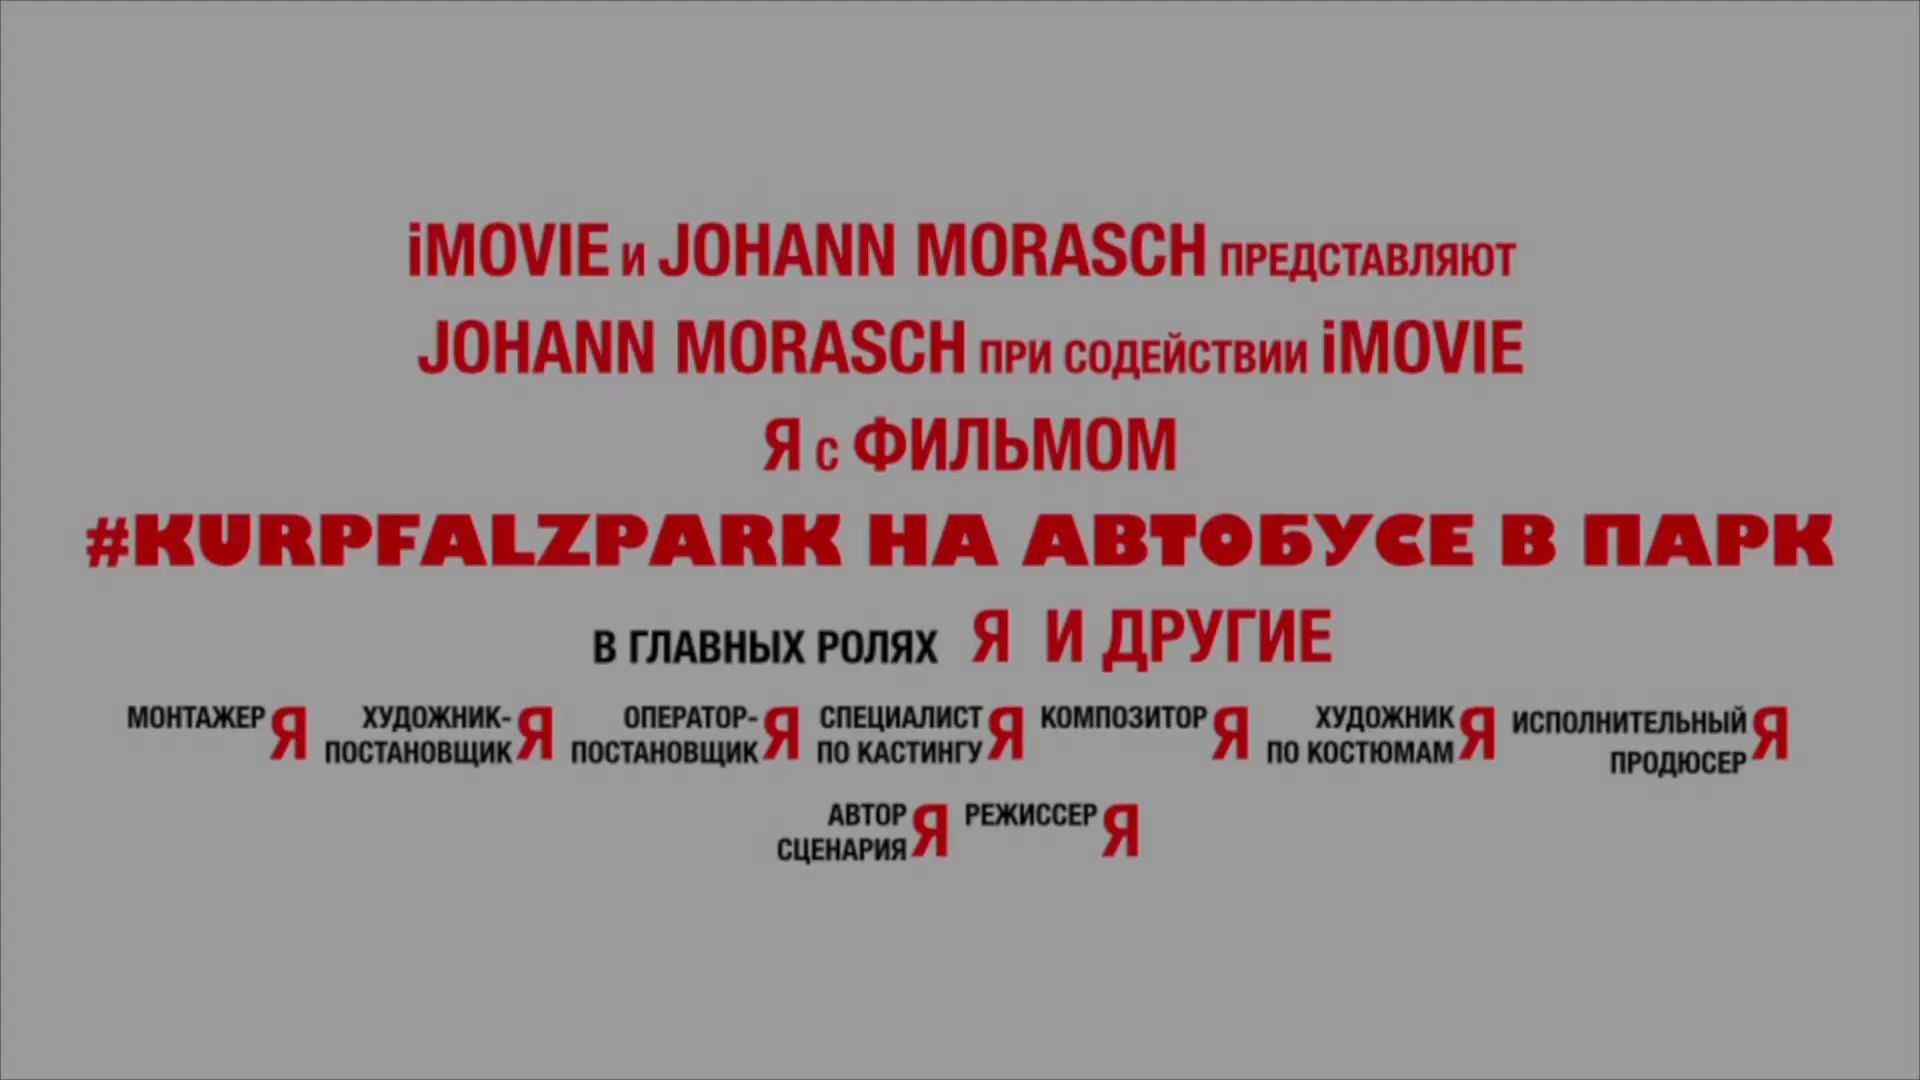 iMOVIE И JOHANN MORASCH ПРЕДСТАВЛЯЮТ
JOHANN MORASCH ПРИ СОДЕЙСТВИИ iMOVIE
Я С ФИЛЬМОМ
#KURPFALZPARK НА АВТОБУСЕ В ПАРК
В ГЛАВНЫХ РОЛЯХ Я И ДРУГИЕ
МОНТАЖЕР Я ХУДОЖНИК-ПОСТАНОВЩИК Я ОПЕРАТОР-ПОСТАНОВЩИК Я СПЕЦИАЛИСТ ПО КАСТИНГУ Я КОМПОЗИТОР Я ХУДОЖНИК ПО КОСТЮМАМ Я ИСПОЛНИТЕЛЬНЫЙ ПРОДЮСЕР Я
АВТОР СЦЕНАРИЯ Я РЕЖИССЕР Я